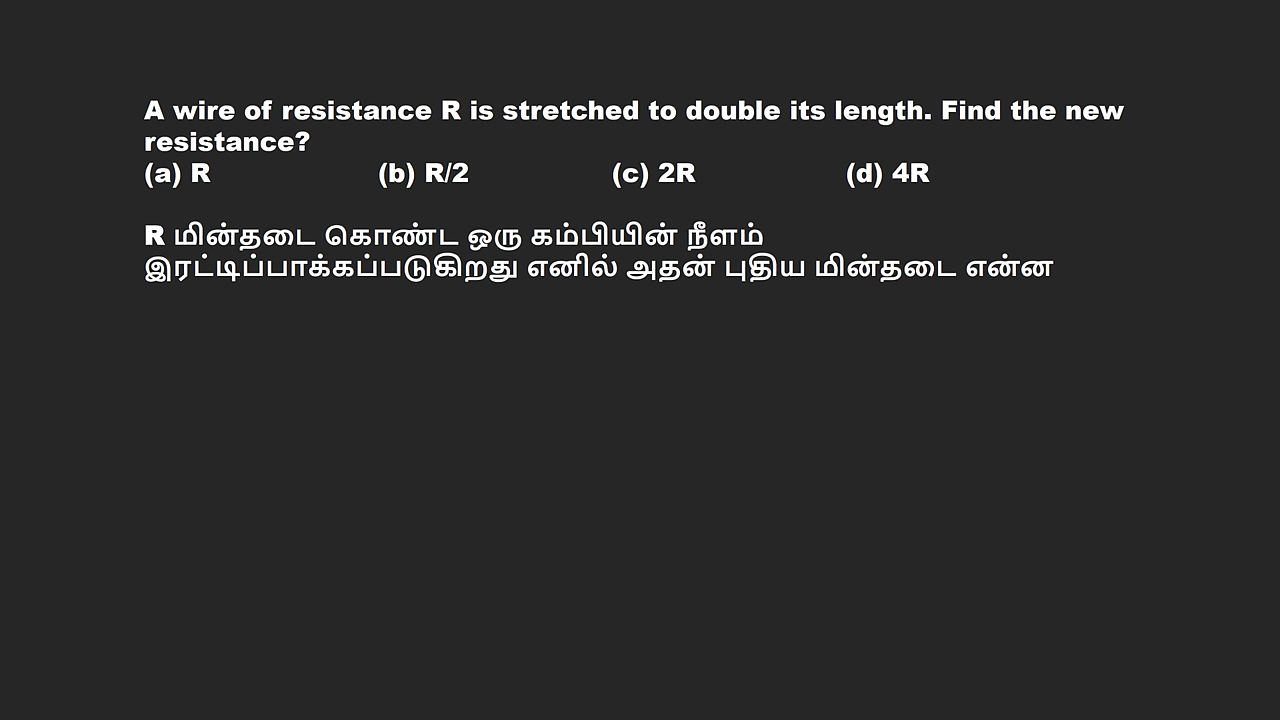 A wire of resistance R is stretched to double its length. Find the new
resistance?
(a) R (b) R/2 (c) 2R (d) 4R
R மின்தடை கொண்ட ஒரு கம்பியின் நீளம்
இரட்டிப்பாக்கப்படுகிறது எனில் அதன் புதிய மின்தடை என்ன